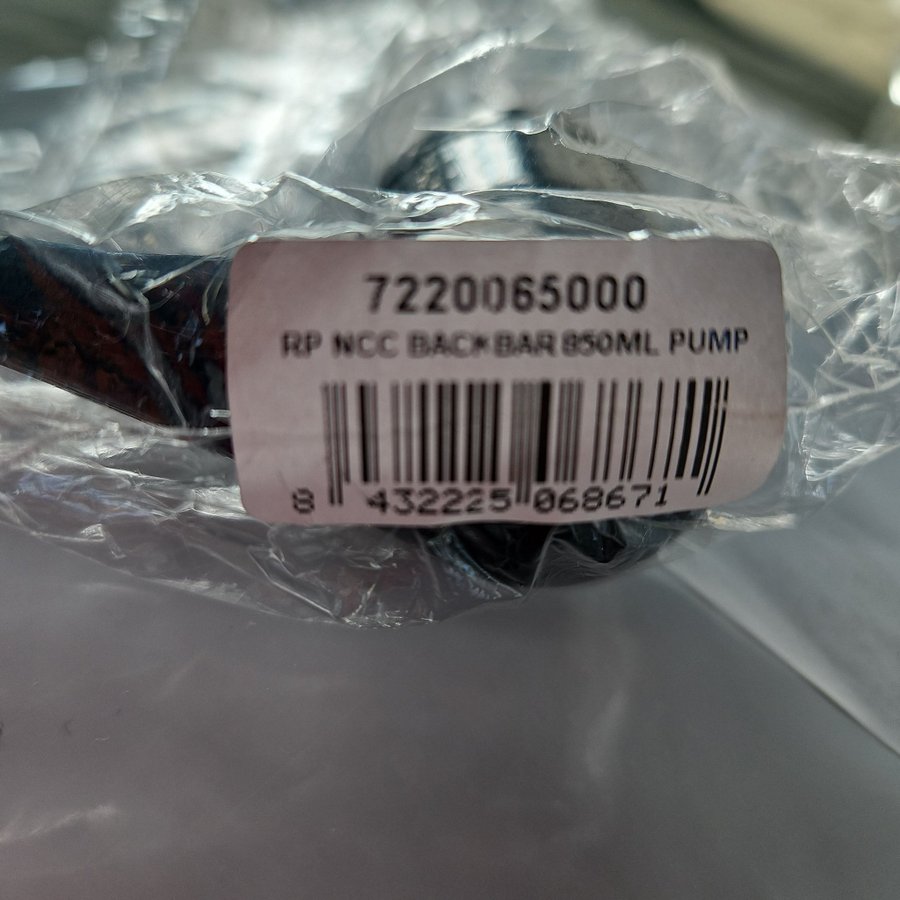 7220065000
RP NCC BACKBAR 850ML PUMP
8 432225 068671